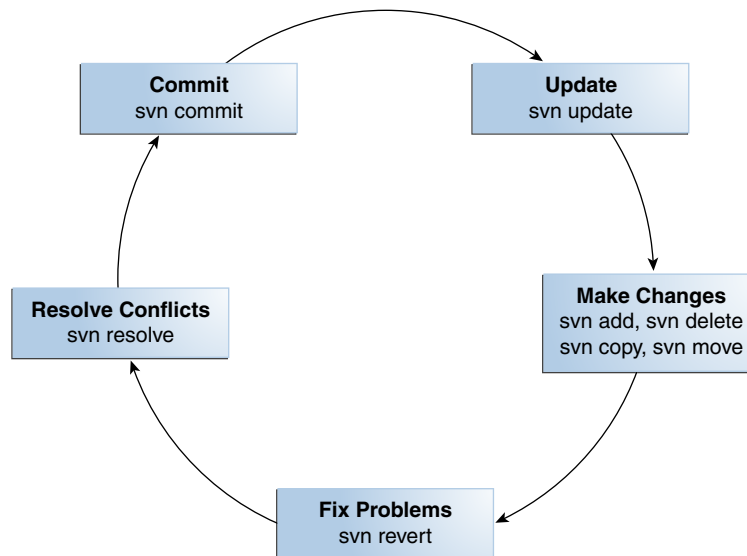 Commit
svn commit
Update
svn update
Make Changes
svn add, svn delete
svn copy, svn move
Fix Problems
svn revert
Resolve Conflicts
svn resolve